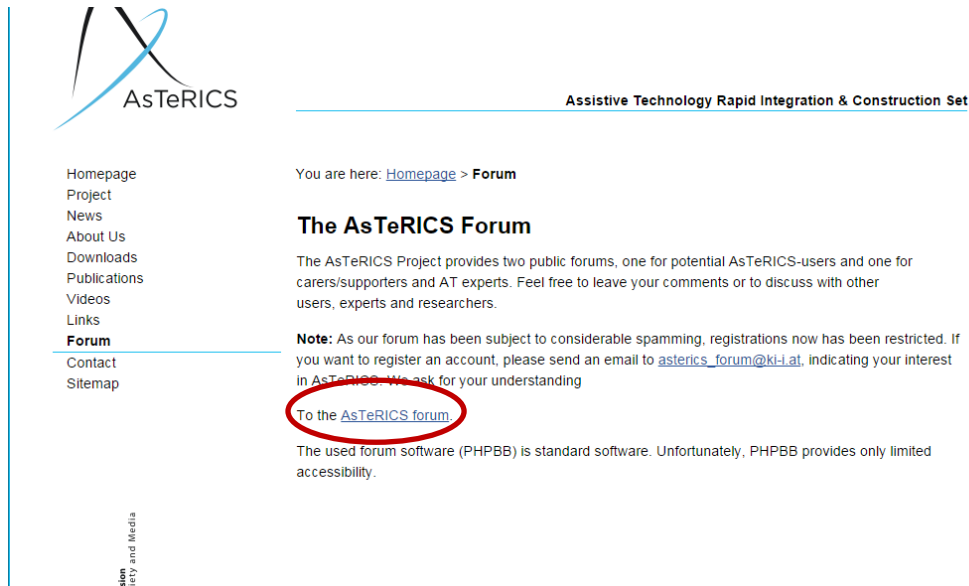 AsTeRICS
Assistive Technology Rapid Integration & Construction Set
Homepage
Project
News
About Us
Downloads
Publications
Videos
Links
Forum
Contact
Sitemap
You are here: Homepage > Forum
The AsTeRICS Forum
The AsTeRICS Project provides two public forums, one for potential AsTeRICS-users and one for
carers/supporters and AT experts. Feel free to leave your comments or to discuss with other
users, experts and researchers.
Note: As our forum has been subject to considerable spamming, registrations now has been restricted. If
you want to register an account, please send an email to asterics_forum@ki-i.at, indicating your interest
in AsTeRICS. We ask for your understanding
To the AsTeRICS forum.
The used forum software (PHPBB) is standard software. Unfortunately, PHPBB provides only limited
accessibility.
and Media